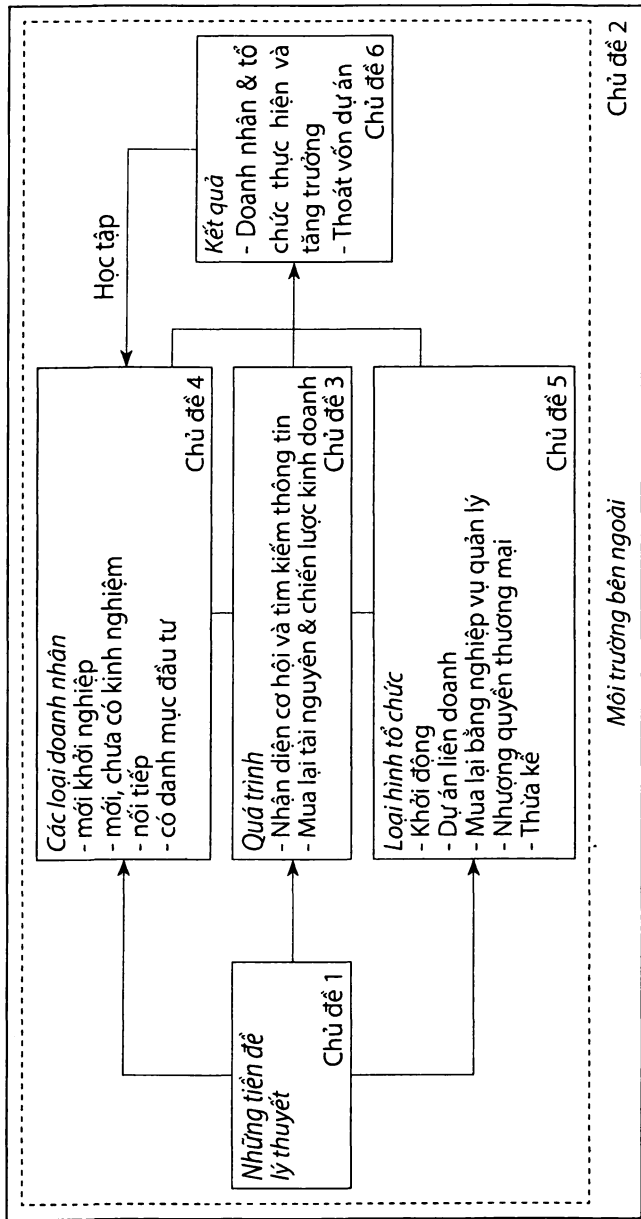 Những tiền đề
lý thuyết
Chủ đề 1
Các loại doanh nhân
- mới khởi nghiệp
- mới, chưa có kinh nghiệm
- nối tiếp
- có danh mục đầu tư
Chủ đề 4
Quá trình
- Nhận diện cơ hội và tìm kiếm thông tin
- Mua lại tài nguyên & chiến lược kinh doanh
Chủ đề 3
Loại hình tổ chức
- Khởi động
- Dự án liên doanh
- Mua lại bằng nghiệp vụ quản lý
- Nhượng quyền thương mại
- Thừa kế
Chủ đề 5
Học tập
Kết quả
- Doanh nhân & tổ
chức thực hiện và
tăng trưởng
- Thoát vốn dự án
Chủ đề 6
Môi trường bên ngoài
Chủ đề 2